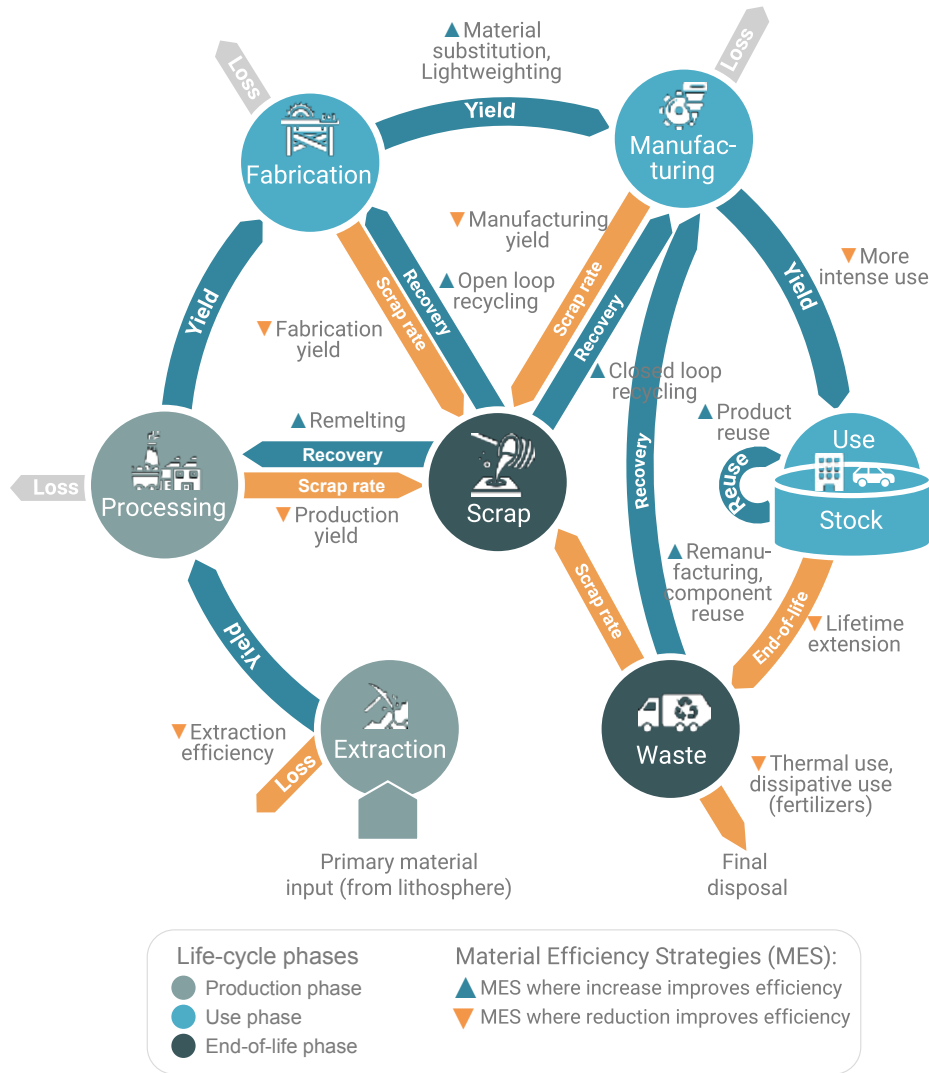 ▲Material
substitution,
Lightweighting
Loss
Loss
Yield
Fabrication
Manufac-
turing
▼Manufacturing
yield
Yield
Scrap rate
Recovery
▲Open loop
recycling
Scrap rate
Recovery
Yield
▼More
intense use
▼Fabrication
yield
▲Closed loop
recycling
▲Remelting
Recovery
Scrap rate
▼Production
yield
Loss
Processing
Scrap
Recovery
▲Product
reuse
Reuse
Use
Stock
▲Remanu-
facturing,
component
reuse
Scrap rate
End-of-life
▼Lifetime
extension
Yield
▼Extraction
efficiency
Loss
Extraction
Waste
▼Thermal use,
dissipative use
(fertilizers)
Primary material
input (from lithosphere)
Final
disposal
Life-cycle phases
Production phase
Use phase
End-of-life phase
Material Efficiency Strategies (MES):
▲MES where increase improves efficiency
▼MES where reduction improves efficiency